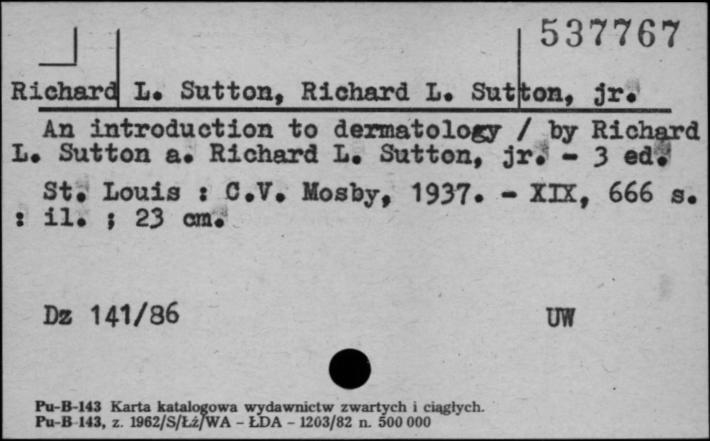 537767
Richard L. Sutton, Richard L. Sutton, jr.
An introduction to dermatology / by Richard
L. Sutton a. Richard L. Sutton, jr. - 3 ed.
St. Louis : C.V. Mosby, 1937. - XIX, 666 s.
: il. ; 23 cm.
Dz 141/86 UW
Pu-B-143 Karta katalogowa wydawnictw zwartych i ciągłych.
Pu-B-143, z. 1962/S/Łż/WA - ŁDA - 1203/82 n. 500 000